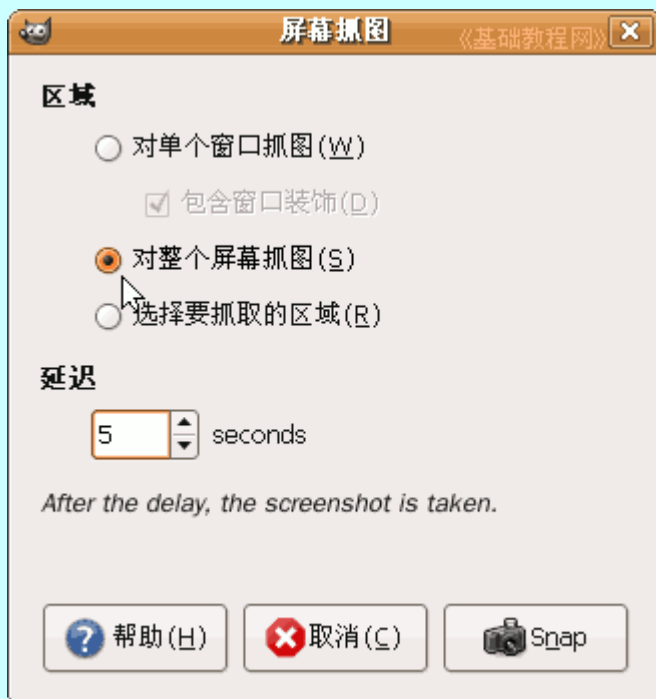 屏幕抓图
《基础教程网》
区域
对单个窗口抓图(W)
包含窗口装饰(D)
对整个屏幕抓图(S)
选择要抓取的区域(R)
延迟
5 seconds
After the delay, the screenshot is taken.
帮助(H) 取消(C) Snap